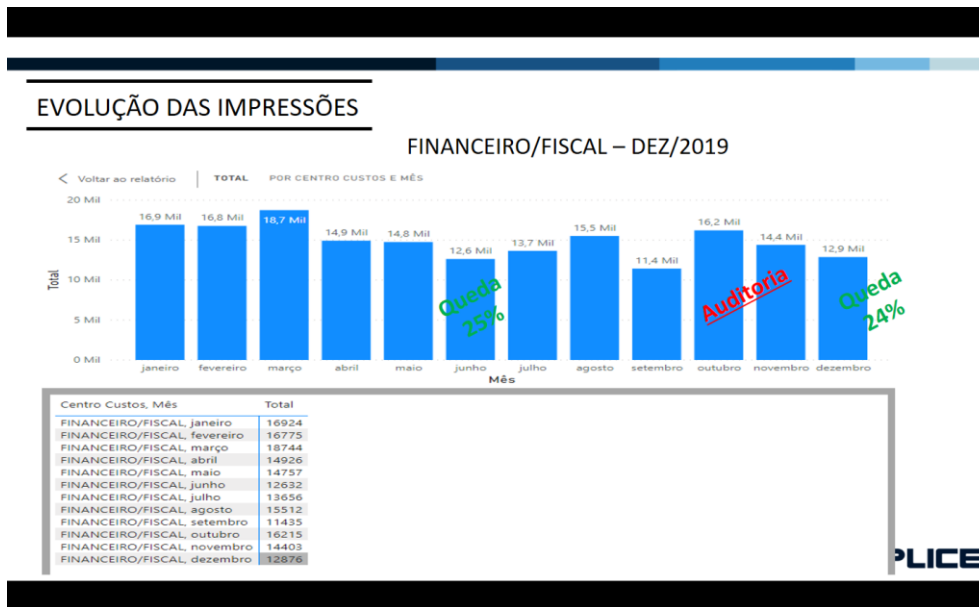 EVOLUÇÃO DAS IMPRESSÕES
FINANCEIRO/FISCAL – DEZ/2019
Voltar ao relatório TOTAL POR CENTRO CUSTOS E MÊS
20 Mil
15 Mil
10 Mil
5 Mil
0 Mil
Total
16,9 Mil 16,8 Mil 18,7 Mil 14,9 Mil 14,8 Mil 12,6 Mil 13,7 Mil 15,5 Mil 11,4 Mil 16,2 Mil 14,4 Mil 12,9 Mil
Queda
25%
Auditoria
Queda
24%
janeiro fevereiro março abril maio junho julho agosto setembro outubro novembro dezembro
Mês
Centro Custos, Mês Total
FINANCEIRO/FISCAL, janeiro 16924
FINANCEIRO/FISCAL, fevereiro 16775
FINANCEIRO/FISCAL, março 18744
FINANCEIRO/FISCAL, abril 14926
FINANCEIRO/FISCAL, maio 14757
FINANCEIRO/FISCAL, junho 12632
FINANCEIRO/FISCAL, julho 13656
FINANCEIRO/FISCAL, agosto 15512
FINANCEIRO/FISCAL, setembro 11435
FINANCEIRO/FISCAL, outubro 16215
FINANCEIRO/FISCAL, novembro 14403
FINANCEIRO/FISCAL, dezembro 12876
PLICE